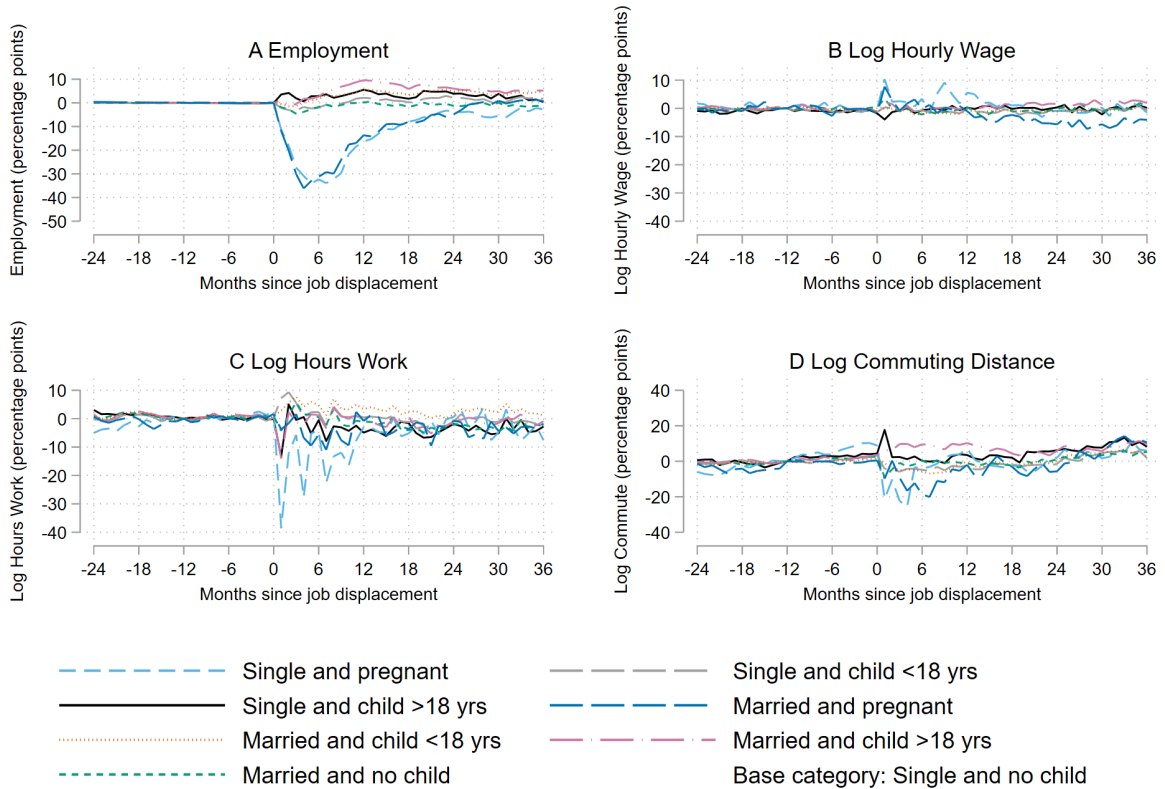 A Employment
Employment (percentage points)
10
0
-10
-20
-30
-40
-50
-24 -18 -12 -6 0 6 12 18 24 30 36
Months since job displacement
B Log Hourly Wage
Log Hourly Wage (percentage points)
10
0
-10
-20
-30
-40
-24 -18 -12 -6 0 6 12 18 24 30 36
Months since job displacement
C Log Hours Work
Log Hours Work (percentage points)
10
0
-10
-20
-30
-40
-24 -18 -12 -6 0 6 12 18 24 30 36
Months since job displacement
D Log Commuting Distance
Log Commute (percentage points)
40
20
0
-20
-40
-24 -18 -12 -6 0 6 12 18 24 30 36
Months since job displacement
Single and pregnant
Single and child <18 yrs
Single and child >18 yrs
Married and pregnant
Married and child <18 yrs
Married and child >18 yrs
Married and no child
Base category: Single and no child